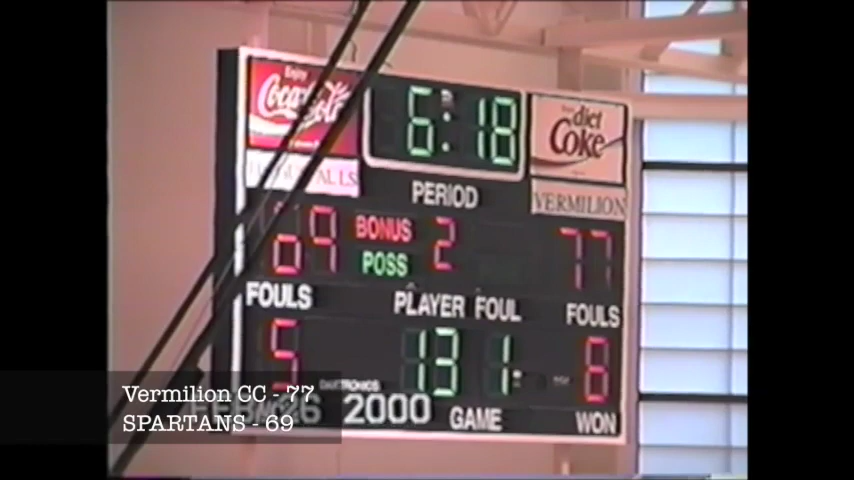 Enjoy
Coca-Cola
6:18
diet
Coke
PERIOD
VERMILION
69 BONUS 2 77
POSS
FOULS PLAYER FOUL FOULS
5 13 1 8
DAKTRONICS
GAME WON
2000
Vermilion CC - 77
SPARTANS - 69